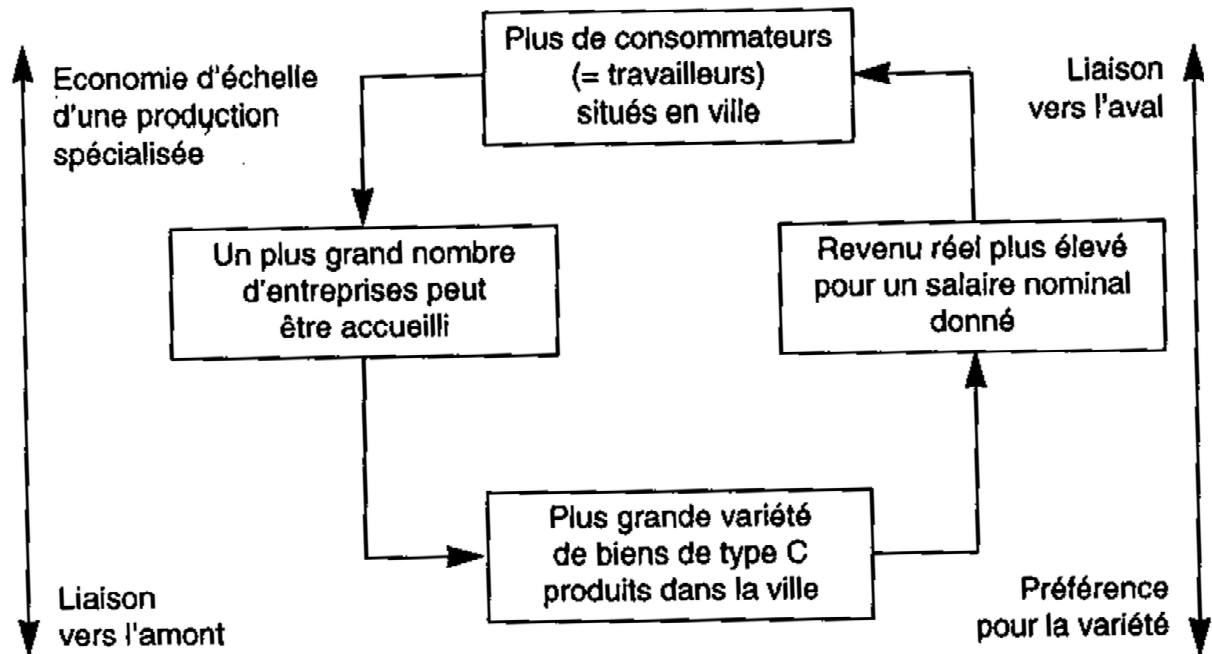 Plus de consommateurs
(= travailleurs)
situés en ville
Economie d'échelle
d'une production
spécialisée
Liaison
vers l'aval
Un plus grand nombre
d'entreprises peut
être accueilli
Revenu réel plus élevé
pour un salaire nominal
donné
Plus grande variété
de biens de type C
produits dans la ville
Liaison
vers l'amont
Préférence
pour la variété